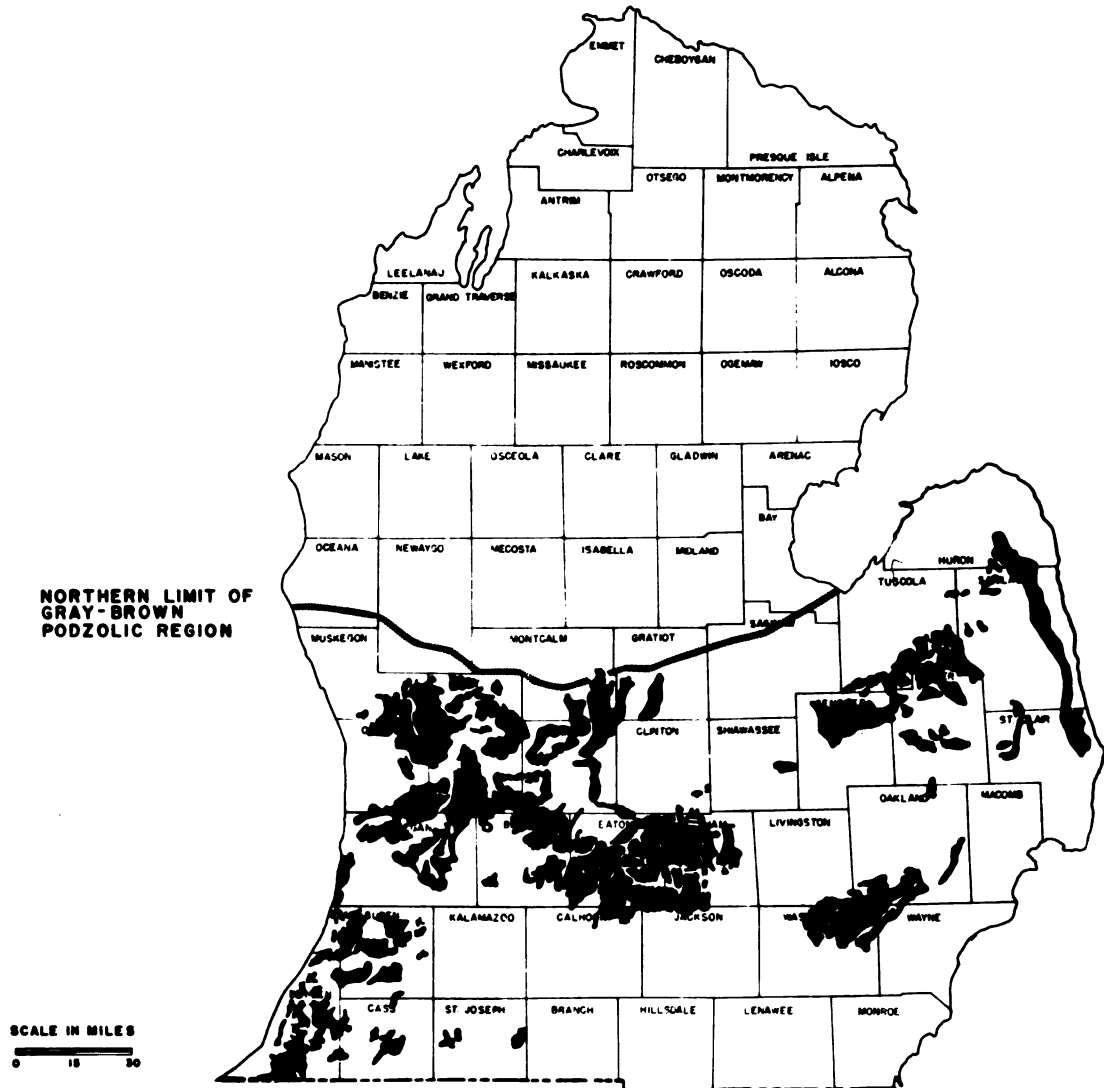 EMMET
CHEBOYGAN
CHARLEVOIX
PRESQUE ISLE
OTSEGO
MONTMORENCY
ALPENA
ANTRIM
LEELANAU
KALKASKA
CRAWFORD
OSCODA
ALCONA
BENZIE
GRAND TRAVERSE
MANISTEE
WEXFORD
MISSAUKEE
ROSCOMMON
OGEMAW
IOSCO
MASON
LAKE
OSCEOLA
CLARE
GLADWIN
ARENAC
BAY
OCEANA
NEWAYGO
MECOSTA
ISABELLA
MIDLAND
HURON
TUSCOLA
NORTHERN LIMIT OF
GRAY-BROWN
PODZOLIC REGION
MUSKEGON
MONTCALM
GRATIOT
CLINTON
SHIAWASSEE
OAKLAND
MACOMB
LIVINGSTON
KALAMAZOO
JACKSON
WAYNE
CASS
ST. JOSEPH
BRANCH
HILLSDALE
LENAWEE
MONROE
SCALE IN MILES
0 15 30